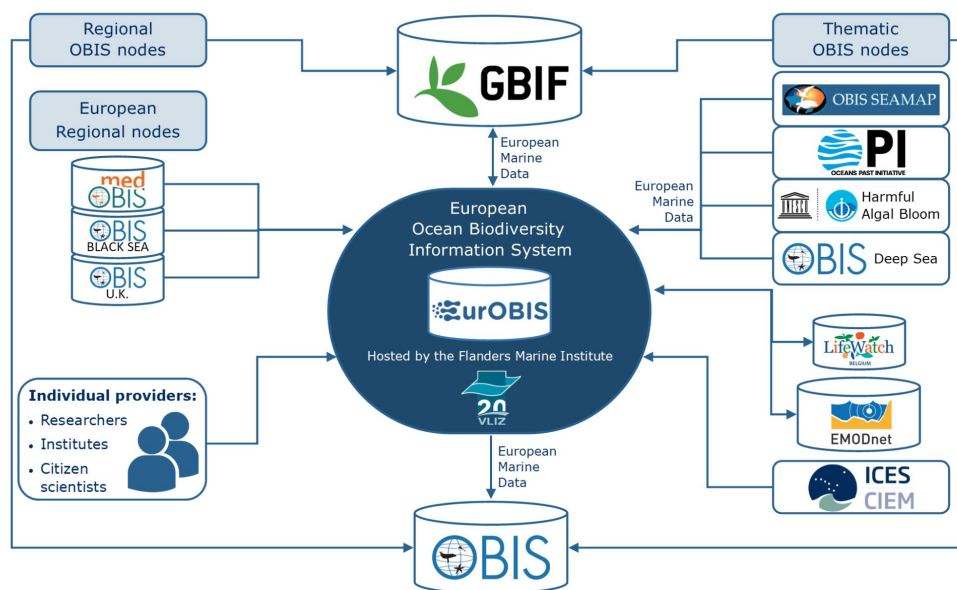 Regional
OBIS nodes
GBIF
Thematic
OBIS nodes
European
Regional nodes
med
OBIS
OBIS
BLACK SEA
OBIS
U.K.
European
Marine
Data
OBIS SEAMAP
OPI
OCEANS PAST INITIATIVE
unesco
Harmful
Algal Bloom
OBIS Deep Sea
European
Marine
Data
European
Ocean Biodiversity
Information System
EurOBIS
Hosted by the Flanders Marine Institute
20
VLIZ
LifeWatch
BELGIUM
EMODnet
ICES
CIEM
Individual providers:
• Researchers
• Institutes
• Citizen
scientists
European
Marine
Data
OBIS